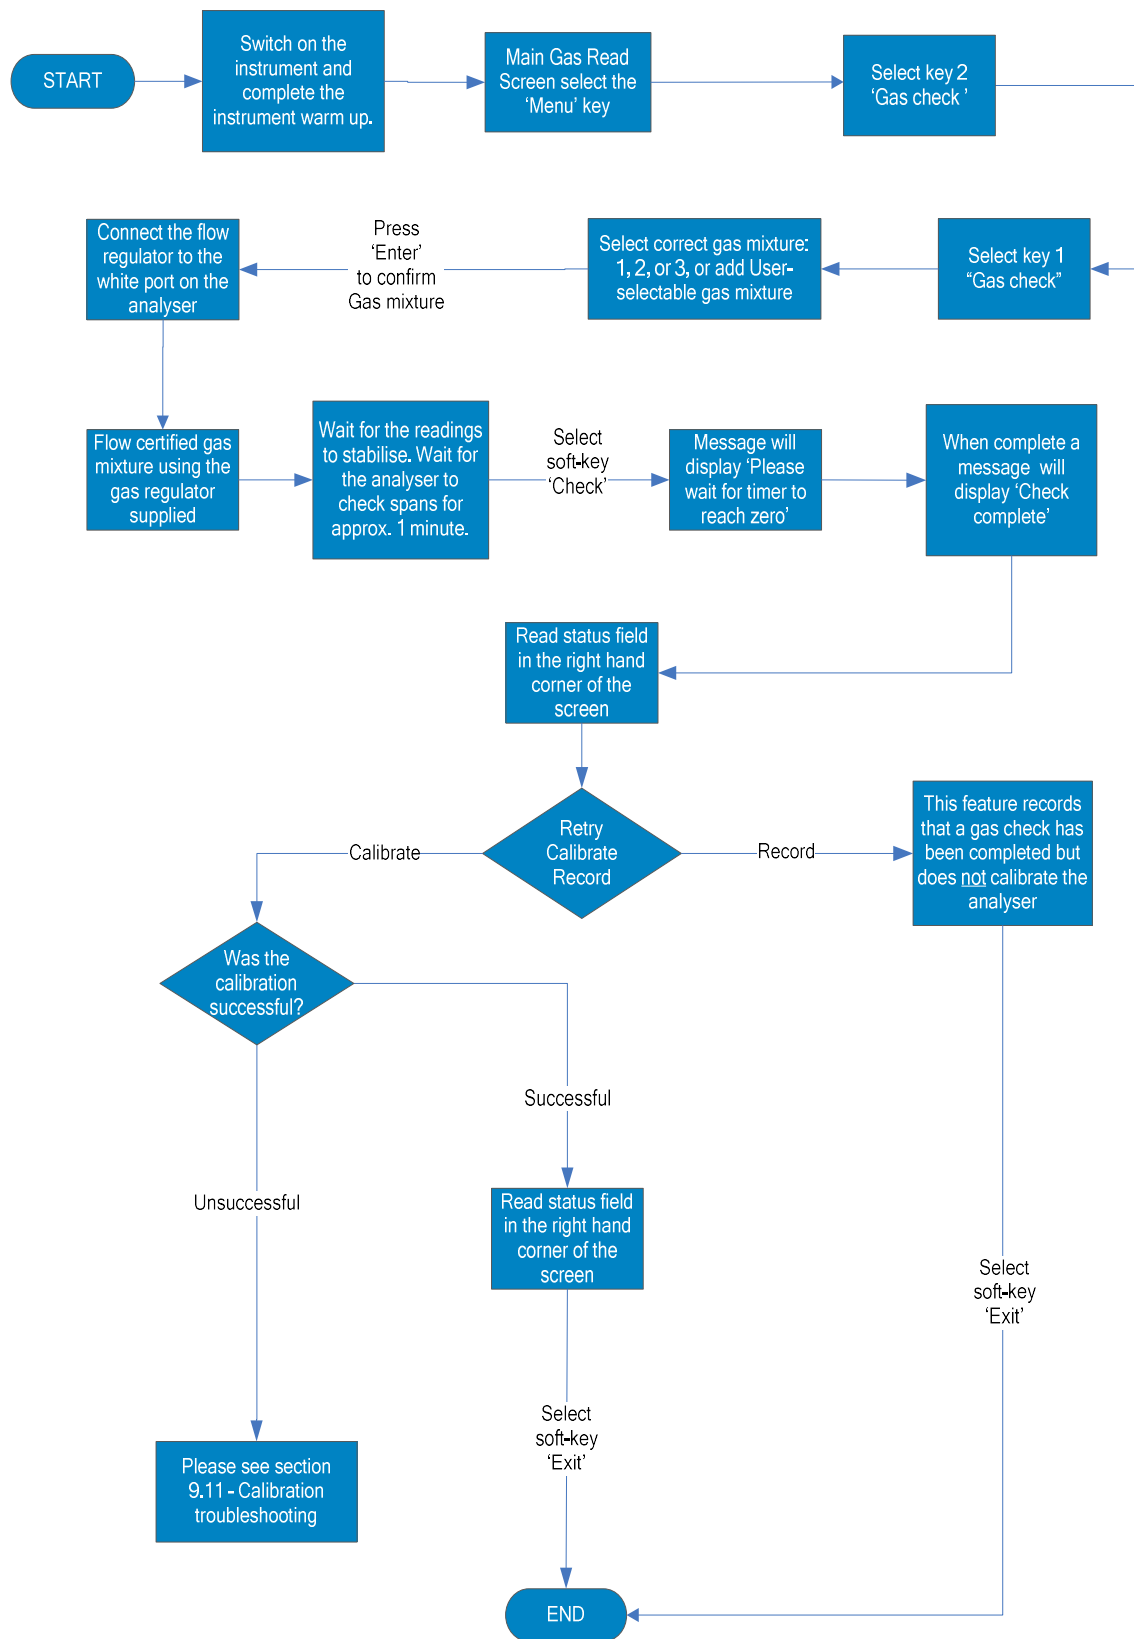 START
Switch on the
instrument and
complete the
instrument warm up.
Main Gas Read
Screen select the
‘Menu’ key
Select key 2
‘Gas check ’
Select key 1
“Gas check”
Select correct gas mixture:
1, 2, or 3, or add User-
selectable gas mixture
Press
‘Enter’
to confirm
Gas mixture
Connect the flow
regulator to the
white port on the
analyser
Flow certified gas
mixture using the
gas regulator
supplied
Wait for the readings
to stabilise. Wait for
the analyser to
check spans for
approx. 1 minute.
Select
soft-key
‘Check’
Message will
display ‘Please
wait for timer to
reach zero’
When complete a
message will
display ‘Check
complete’
Read status field
in the right hand
corner of the
screen
Retry
Calibrate
Record
Calibrate
Record
This feature records
that a gas check has
been completed but
does not calibrate the
analyser
Was the
calibration
successful?
Successful
Unsuccessful
Read status field
in the right hand
corner of the
screen
Select
soft-key
‘Exit’
Select
soft-key
‘Exit’
Please see section
9.11 - Calibration
troubleshooting
END